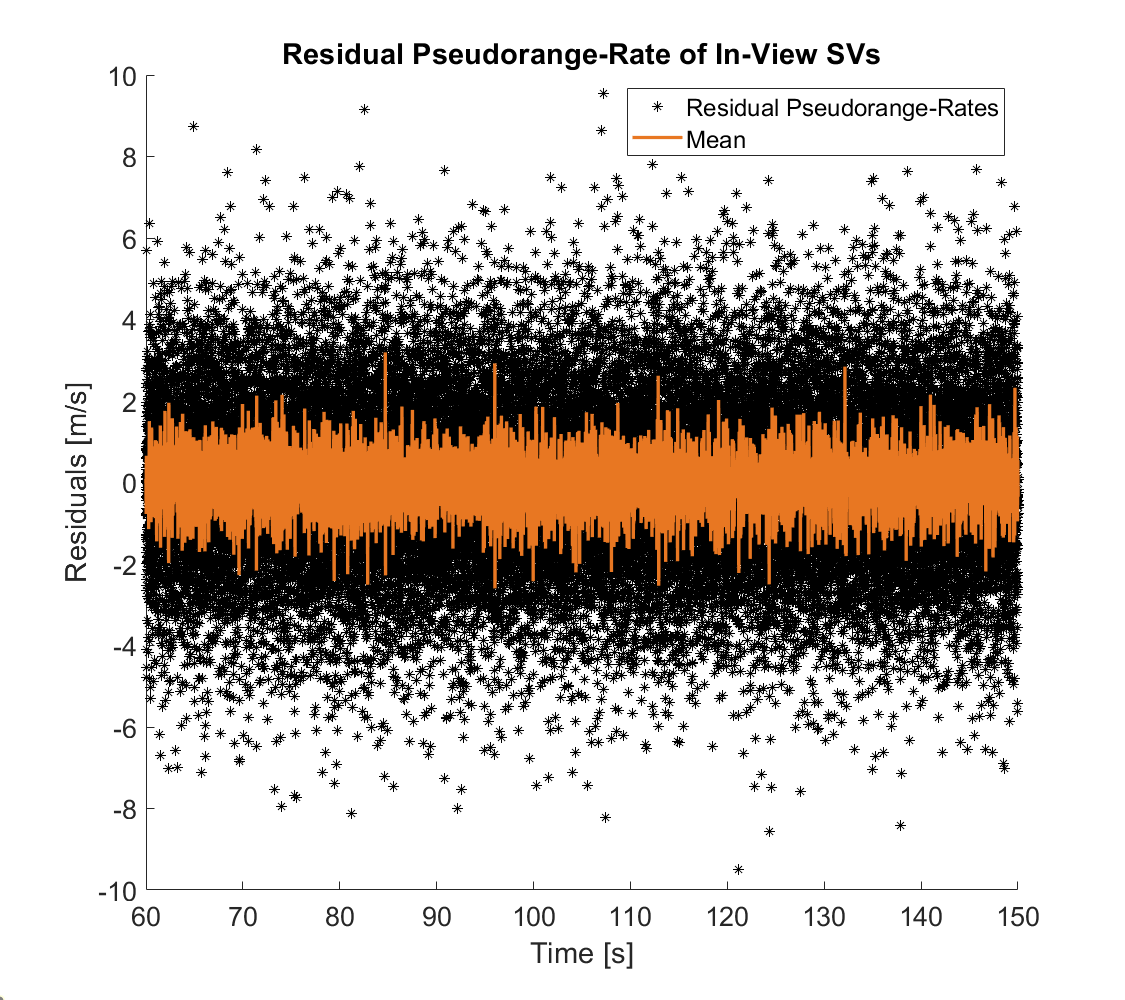 Residual Pseudorange-Rate of In-View SVs
Residual Pseudorange-Rates
Mean
10
8
6
4
2
0
-2
-4
-6
-8
-10
Residuals [m/s]
60 70 80 90 100 110 120 130 140 150
Time [s]